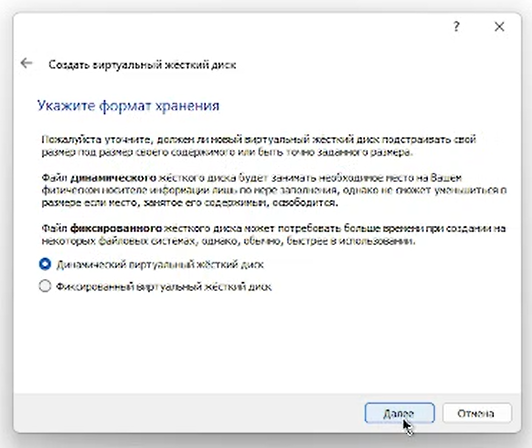 ?
Создать виртуальный жёсткий диск
Укажите формат хранения
Пожалуйста уточните, должен ли новый виртуальный жёсткий диск подстраивать свой
размер под размер своего содержимого или быть точно заданного размера.
Файл динамического жёсткого диска будет занимать необходимое место на Вашем
физическом носителе информации лишь по мере заполнения, однако не сможет уменьшиться в
размере если место, занятое его содержимым, освободится.
Файл фиксированного жёсткого диска может потребовать больше времени при создании на
некоторых файловых системах, однако, обычно, быстрее в использовании.
Динамический виртуальный жёсткий диск
Фиксированный виртуальный жёсткий диск
Далее Отмена